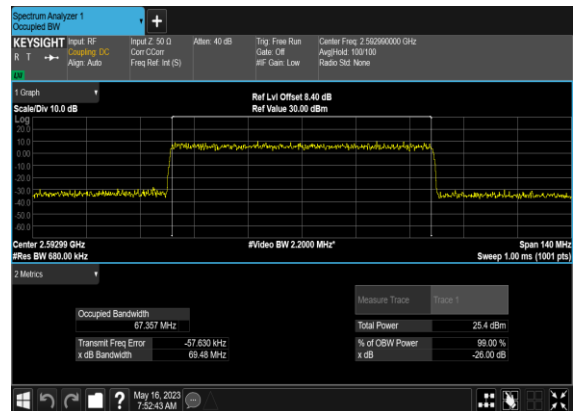 Spectrum Analyzer 1
Occupied BW
+
KEYSIGHT Input: RF Input Z: 50 Ω Atten: 40 dB Trig: Free Run Center Freq: 2.592990000 GHz
R T Coupling: DC Corr CCorr Gate: Off Avg|Hold: 100/100
Align: Auto Freq Ref: Int (S) #IF Gain: Low Radio Std: None
LXI
1 Graph
Ref Lvl Offset 8.40 dB
Scale/Div 10.0 dB Ref Value 30.00 dBm
Log
20.0
10.0
0.00
-10.0
-20.0
-30.0
-40.0
-50.0
-60.0
Center 2.59299 GHz #Video BW 2.2000 MHz* Span 140 MHz
#Res BW 680.00 kHz Sweep 1.00 ms (1001 pts)
2 Metrics
Measure Trace Trace 1
Occupied Bandwidth
67.357 MHz Total Power 25.4 dBm
Transmit Freq Error -57.630 kHz % of OBW Power 99.00 %
x dB Bandwidth 69.48 MHz x dB -26.00 dB
? May 16, 2023
7:52:43 AM